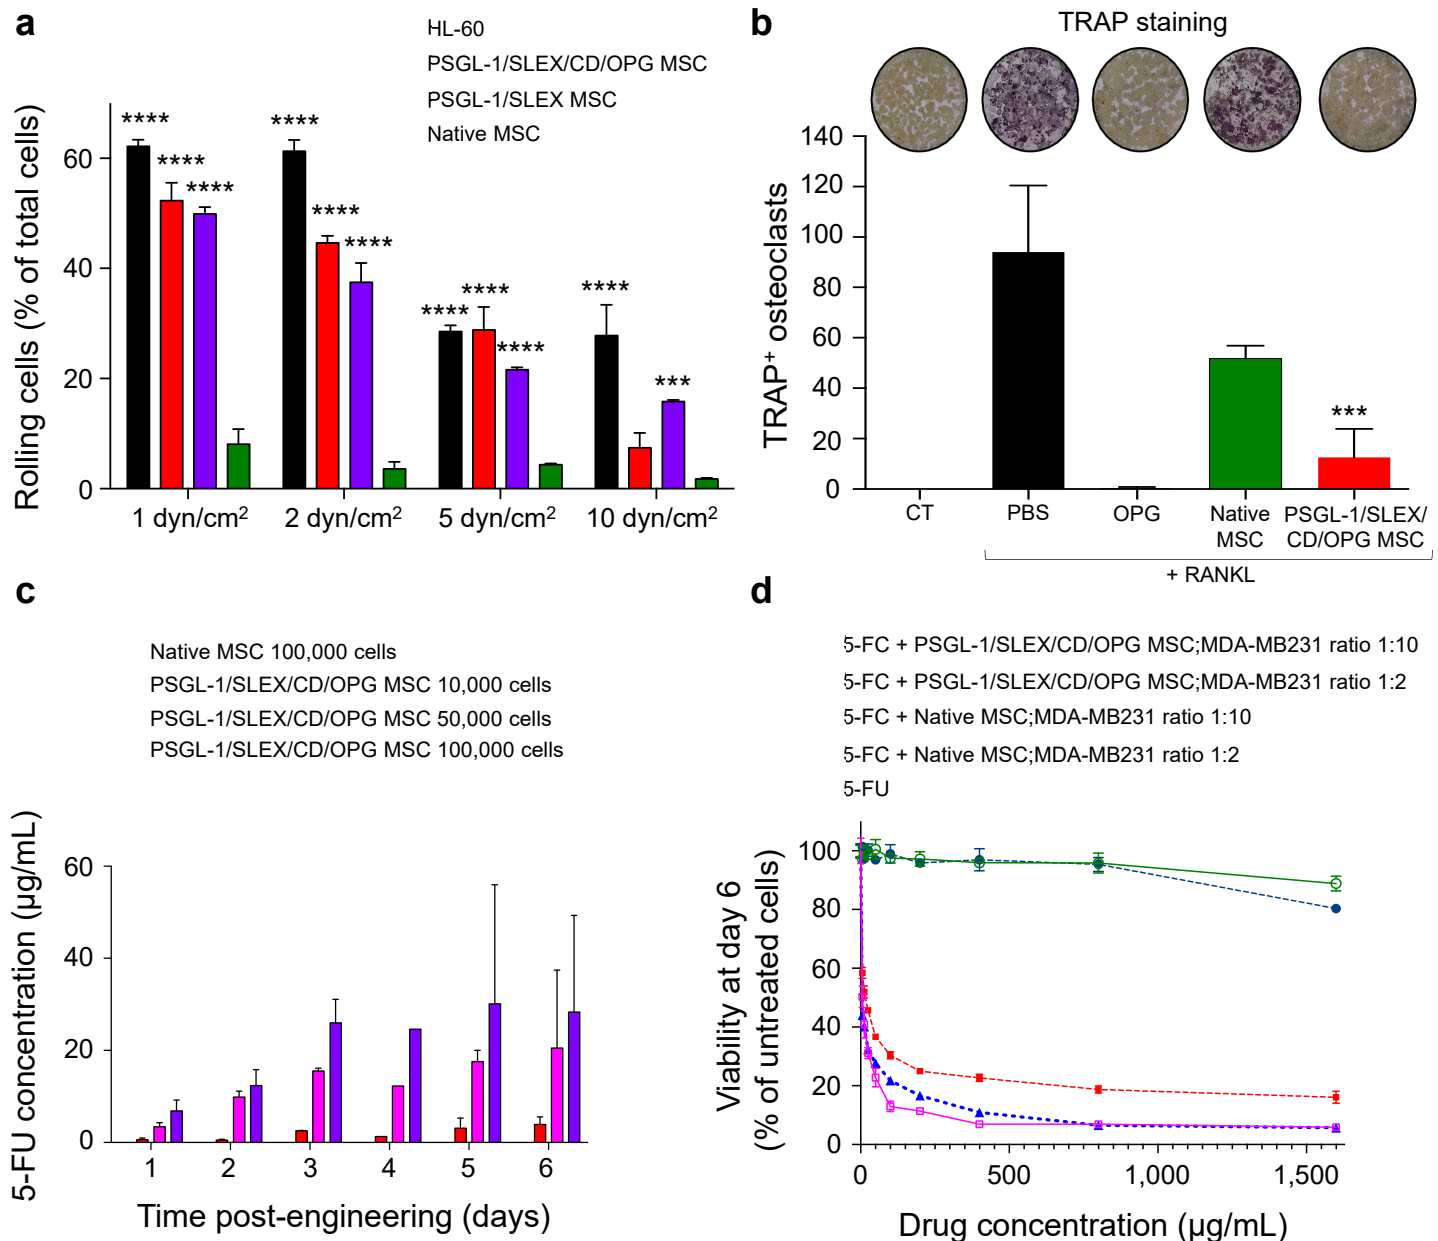 a
HL-60
PSGL-1/SLEX/CD/OPG MSC
PSGL-1/SLEX MSC
Native MSC
Rolling cells (% of total cells)
60
40
20
0
**** **** ****
**** **** ****
**** **** ****
**** ***
1 dyn/cm² 2 dyn/cm² 5 dyn/cm² 10 dyn/cm²
b
TRAP staining
TRAP⁺ osteoclasts
140
120
100
80
60
40
20
0
***
CT PBS OPG Native MSC PSGL-1/SLEX/CD/OPG MSC
+ RANKL
c
Native MSC 100,000 cells
PSGL-1/SLEX/CD/OPG MSC 10,000 cells
PSGL-1/SLEX/CD/OPG MSC 50,000 cells
PSGL-1/SLEX/CD/OPG MSC 100,000 cells
5-FU concentration (µg/mL)
60
40
20
0
1 2 3 4 5 6
Time post-engineering (days)
d
5-FC + PSGL-1/SLEX/CD/OPG MSC;MDA-MB231 ratio 1:10
5-FC + PSGL-1/SLEX/CD/OPG MSC;MDA-MB231 ratio 1:2
5-FC + Native MSC;MDA-MB231 ratio 1:10
5-FC + Native MSC;MDA-MB231 ratio 1:2
5-FU
Viability at day 6
(% of untreated cells)
100
80
60
40
20
0
0 500 1,000 1,500
Drug concentration (µg/mL)